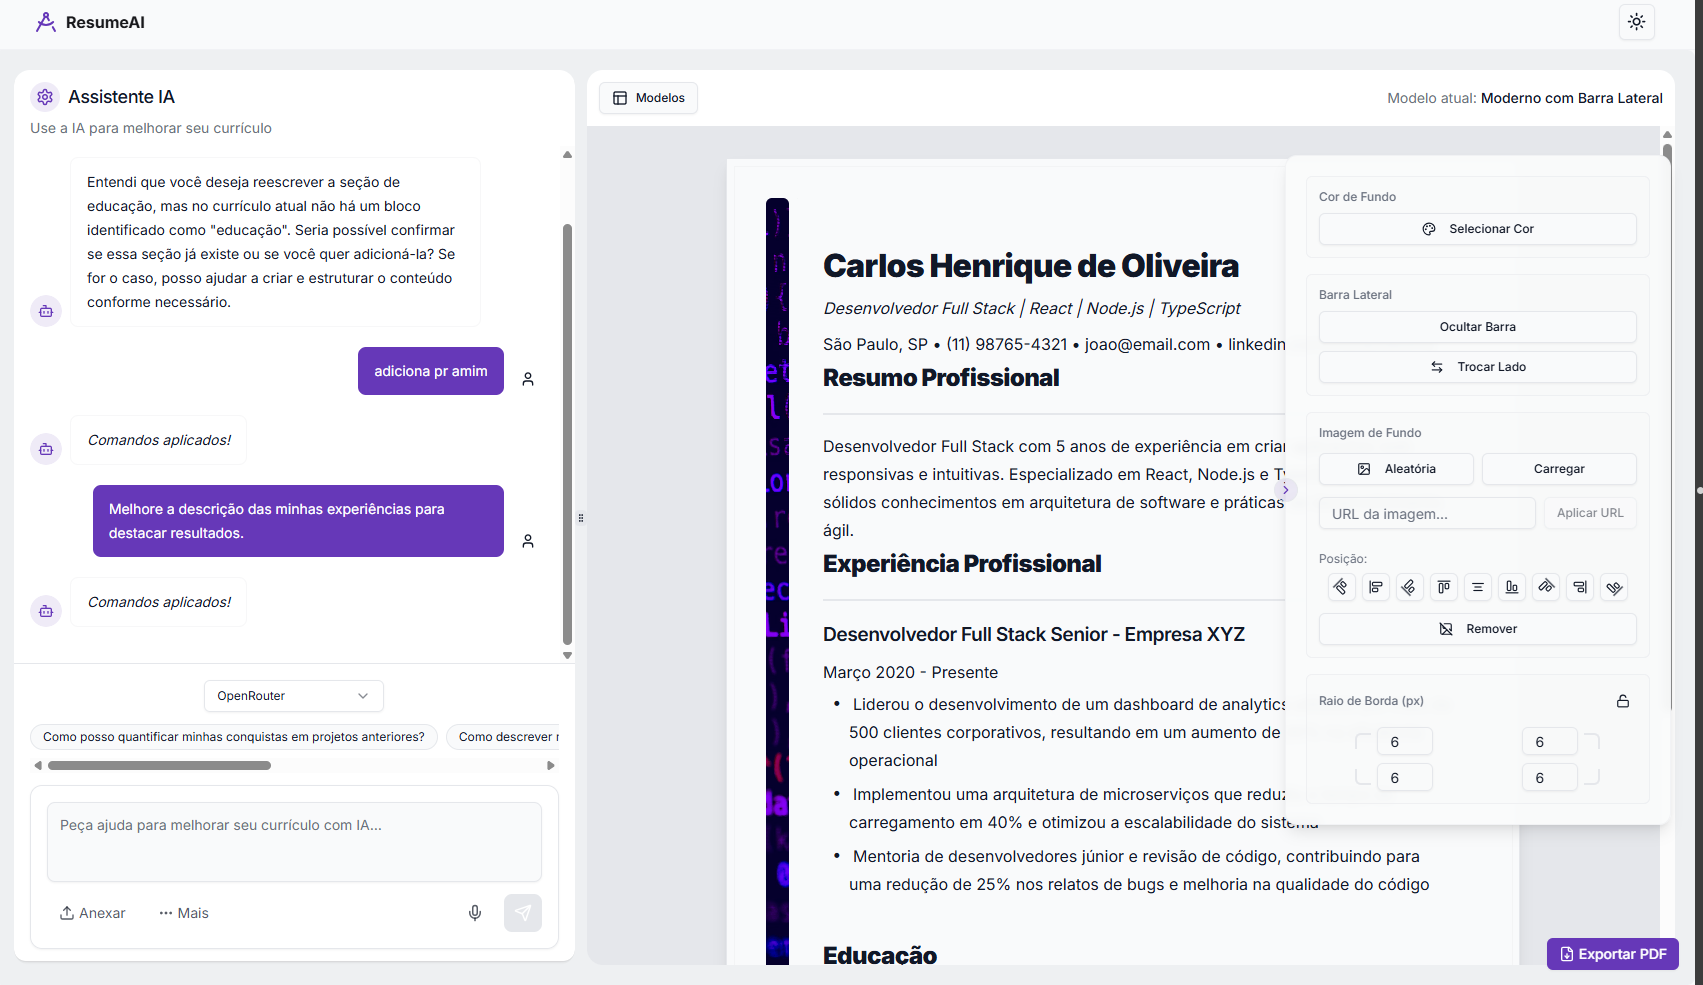 ResumeAI
Assistente IA
Use a IA para melhorar seu currículo
Entendi que você deseja reescrever a seção de
educação, mas no currículo atual não há um bloco
identificado como "educação". Seria possível confirmar
se essa seção já existe ou se você quer adicioná-la? Se
for o caso, posso ajudar a criar e estruturar o conteúdo
conforme necessário.
adiciona pr amim
Comandos aplicados!
Melhore a descrição das minhas experiências para
destacar resultados.
Comandos aplicados!
OpenRouter
Como posso quantificar minhas conquistas em projetos anteriores?
Como descrever
Peça ajuda para melhorar seu currículo com IA...
Anexar
Mais
Modelos
Modelo atual: Moderno com Barra Lateral
Carlos Henrique de Oliveira
Desenvolvedor Full Stack | React | Node.js | TypeScript
São Paulo, SP • (11) 98765-4321 • joao@email.com • linkedin
Resumo Profissional
Desenvolvedor Full Stack com 5 anos de experiência em criar
responsivas e intuitivas. Especializado em React, Node.js e
sólidos conhecimentos em arquitetura de software e práticas
ágil.
Experiência Profissional
Desenvolvedor Full Stack Senior - Empresa XYZ
Março 2020 - Presente
• Liderou o desenvolvimento de um dashboard de analytics
500 clientes corporativos, resultando em um aumento de
operacional
• Implementou uma arquitetura de microserviços que
carregamento em 40% e otimizou a escalabilidade do sistema
• Mentoria de desenvolvedores júnior e revisão de código, contribuindo para
uma redução de 25% nos relatos de bugs e melhoria na qualidade do código
Educação
Cor de Fundo
Selecionar Cor
Barra Lateral
Ocultar Barra
Trocar Lado
Imagem de Fundo
Aleatória
Carregar
URL da imagem...
Aplicar URL
Posição:
Remover
Raio de Borda (px)
6
6
6
6
Exportar PDF